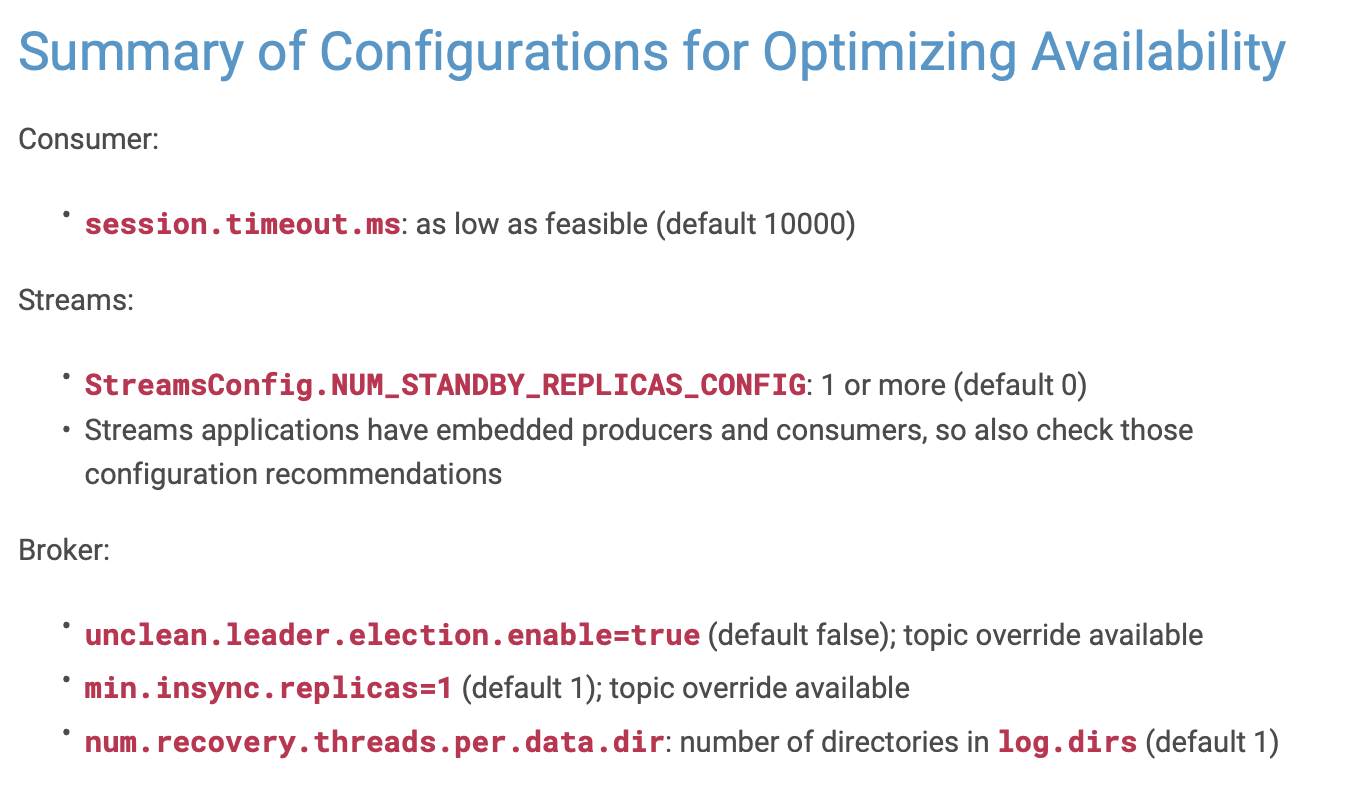 Summary of Configurations for Optimizing Availability
Consumer:
• session.timeout.ms: as low as feasible (default 10000)
Streams:
• StreamsConfig.NUM_STANDBY_REPLICAS_CONFIG: 1 or more (default 0)
• Streams applications have embedded producers and consumers, so also check those
configuration recommendations
Broker:
• unclean.leader.election.enable=true (default false); topic override available
• min.insync.replicas=1 (default 1); topic override available
• num.recovery.threads.per.data.dir: number of directories in log.dirs (default 1)